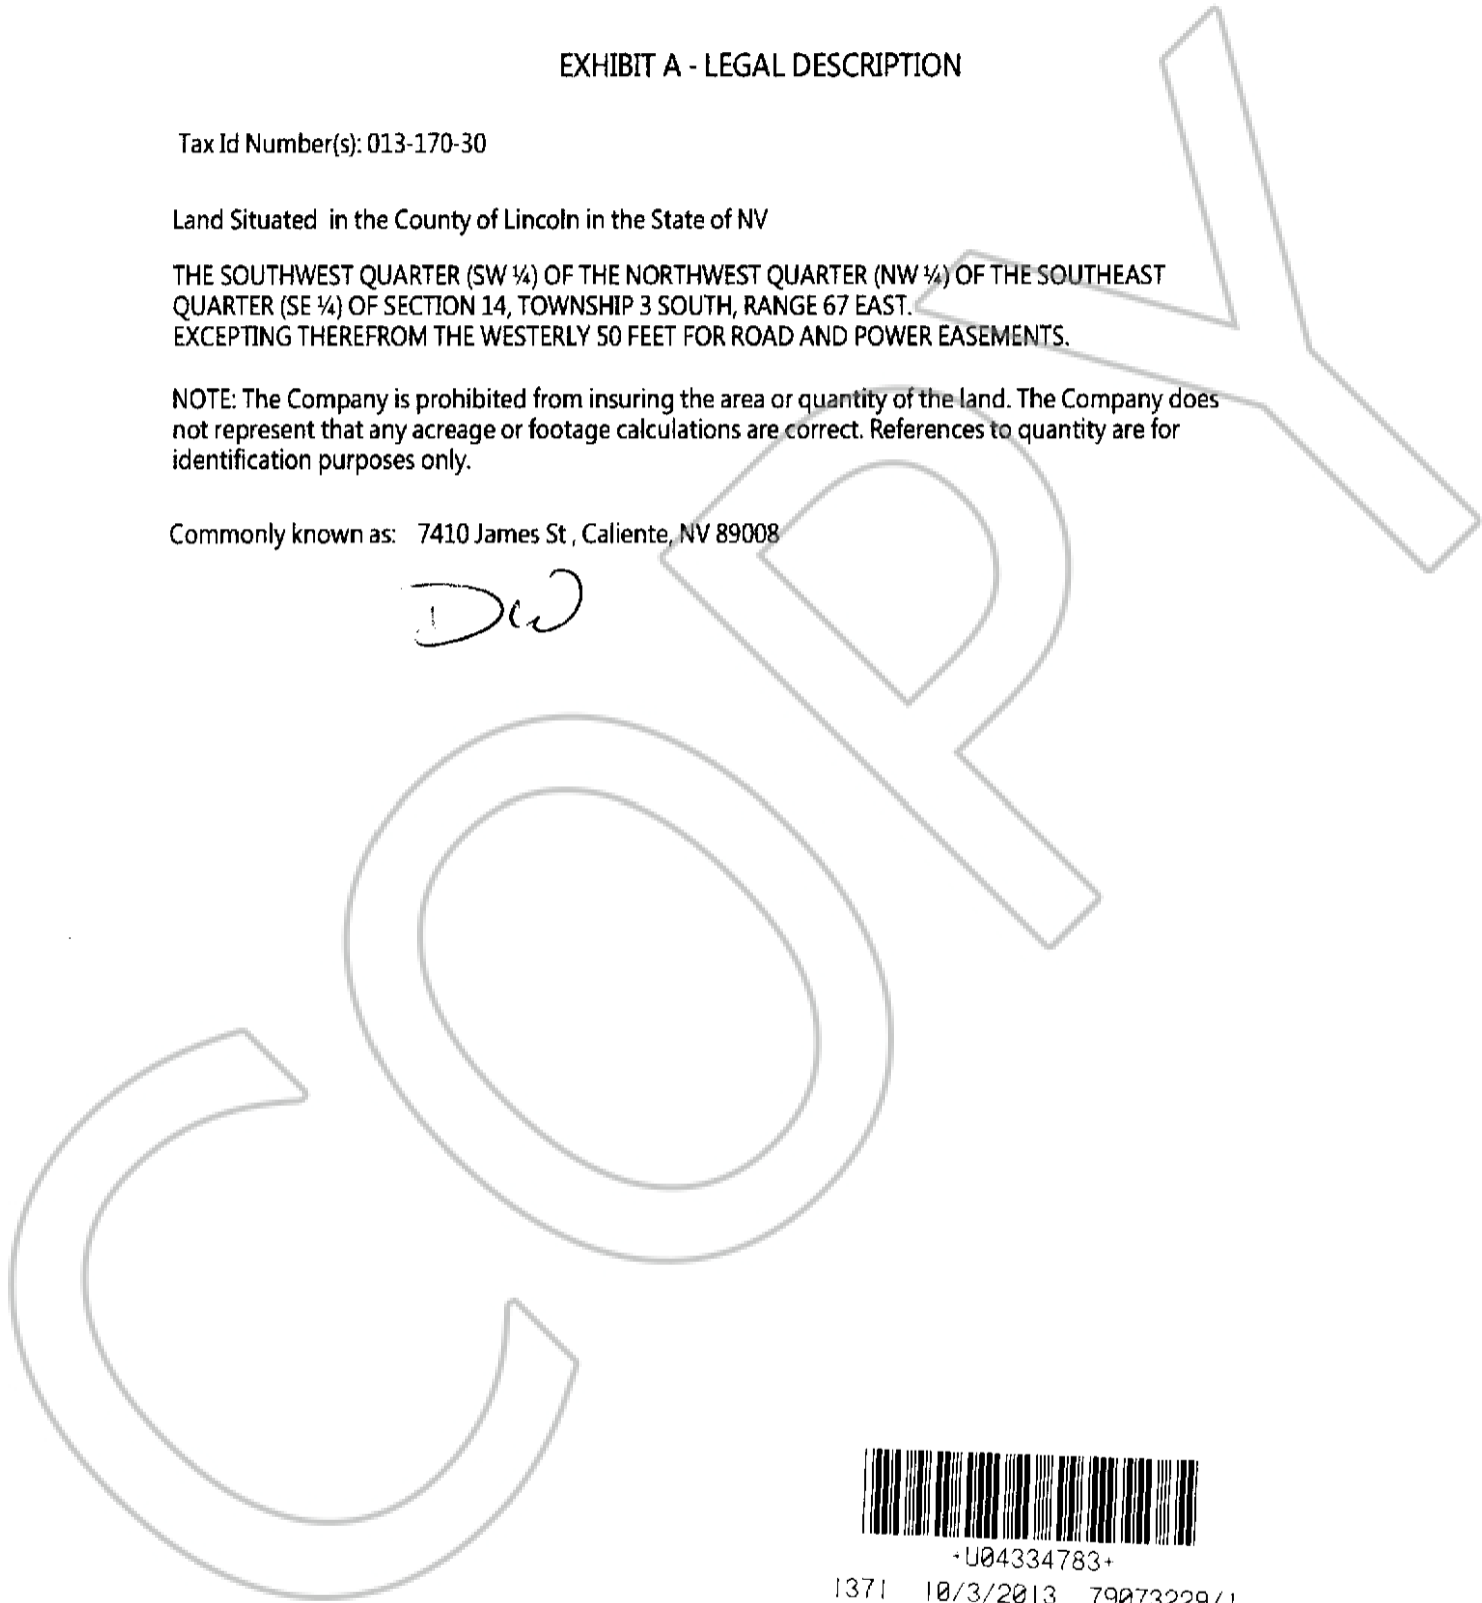 EXHIBIT A - LEGAL DESCRIPTION
Tax Id Number(s): 013-170-30
Land Situated in the County of Lincoln in the State of NV
THE SOUTHWEST QUARTER (SW ¼) OF THE NORTHWEST QUARTER (NW ¼) OF THE SOUTHEAST
QUARTER (SE ¼) OF SECTION 14, TOWNSHIP 3 SOUTH, RANGE 67 EAST.
EXCEPTING THEREFROM THE WESTERLY 50 FEET FOR ROAD AND POWER EASEMENTS.
NOTE: The Company is prohibited from insuring the area or quantity of the land. The Company does
not represent that any acreage or footage calculations are correct. References to quantity are for
identification purposes only.
Commonly known as: 7410 James St , Caliente, NV 89008
DW
COPY
+U04334783+
1371 10/3/2013 79073229/1